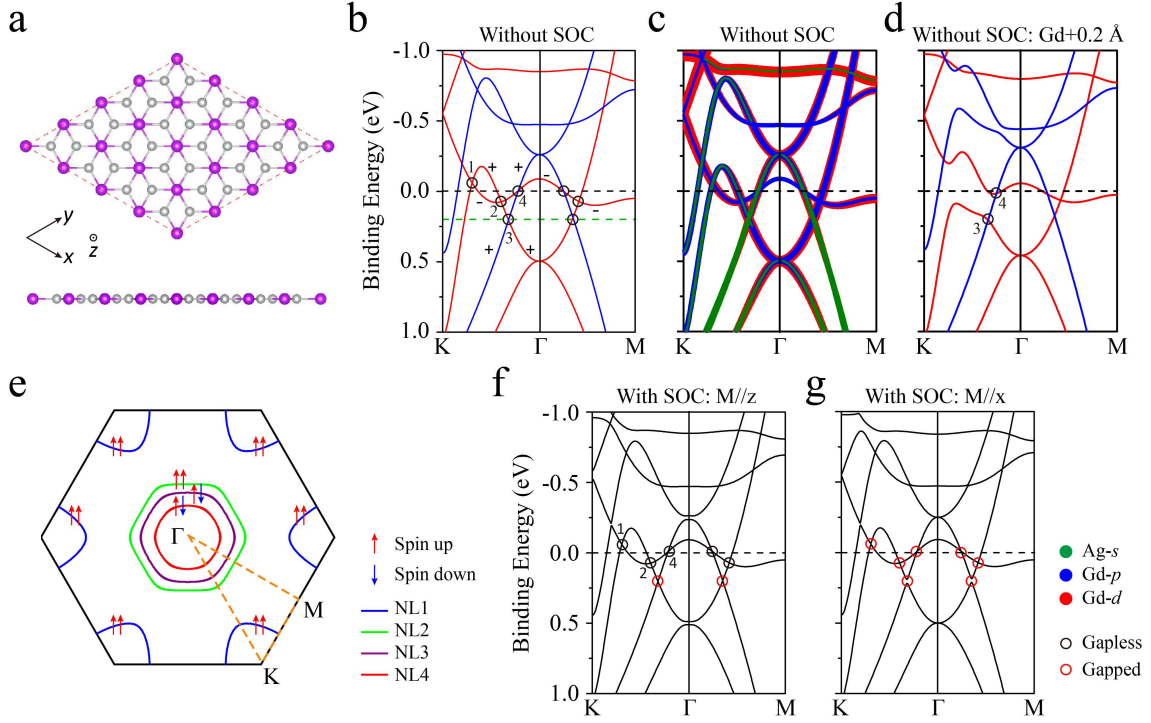 a
y
x
z
b
Without SOC
Binding Energy (eV)
-1.0
-0.5
0.0
0.5
1.0
1
+
+
-
-
2
4
3
-
+
+
K
Γ
M
c
Without SOC
K
Γ
M
d
Without SOC: Gd+0.2 Å
4
3
K
Γ
M
e
Γ
M
K
Spin up
Spin down
NL1
NL2
NL3
NL4
f
With SOC: M//z
Binding Energy (eV)
-1.0
-0.5
0.0
0.5
1.0
1
2
4
K
Γ
M
g
With SOC: M//x
K
Γ
M
Ag-s
Gd-p
Gd-d
Gapless
Gapped